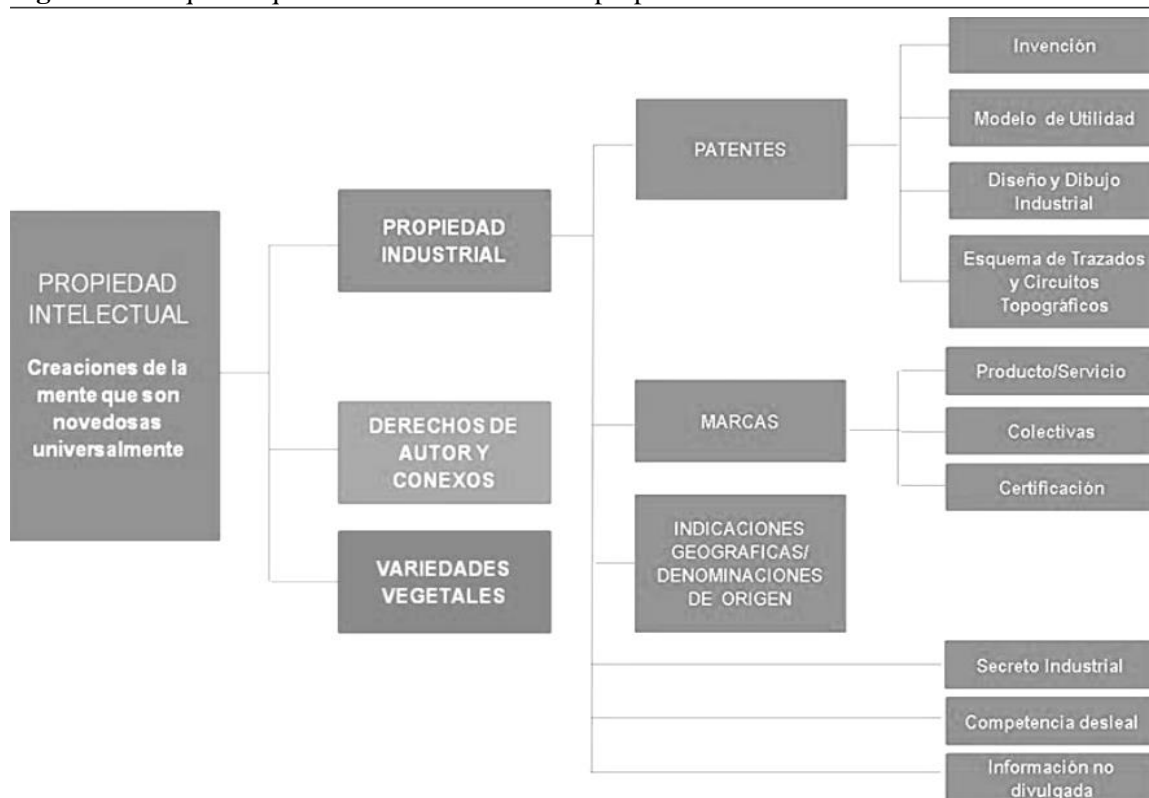 PROPIEDAD
INTELECTUAL
Creaciones de la
mente que son
novedosas
universalmente
PROPIEDAD
INDUSTRIAL
DERECHOS DE
AUTOR Y
CONEXOS
VARIEDADES
VEGETALES
PATENTES
MARCAS
INDICACIONES
GEOGRAFICAS/
DENOMINACIONES
DE ORIGEN
Invención
Modelo de Utilidad
Diseño y Dibujo
Industrial
Esquema de Trazados
y Circuitos
Topográficos
Producto/Servicio
Colectivas
Certificación
Secreto Industrial
Competencia desleal
Información no
divulgada